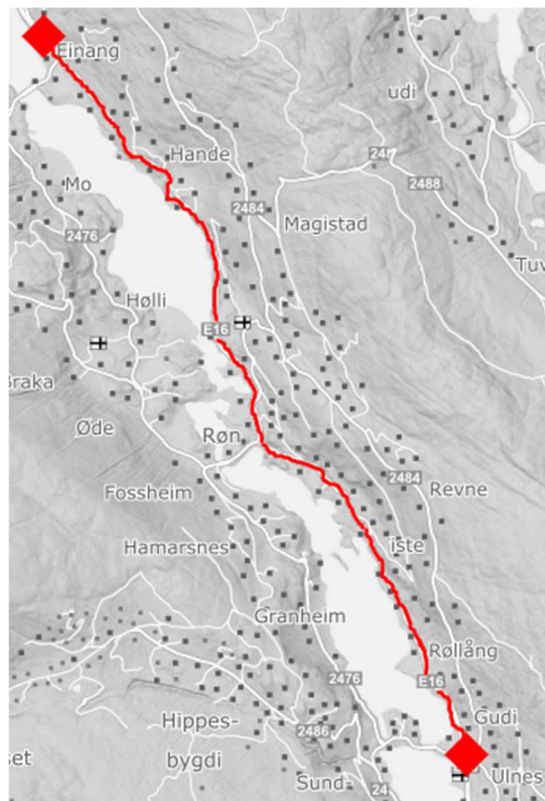 Einang
udi
Hande
248
Mo
2488
2484
Magistad
2476
Tuv
Hølli
E16
Braka
Øde
Røn
2484
Revne
Fossheim
iste
Hamarsnes
Granheim
Røllång
2476
E16
Gudi
Hippes-
bygdi
2486
set
Sund
24
Ulnes